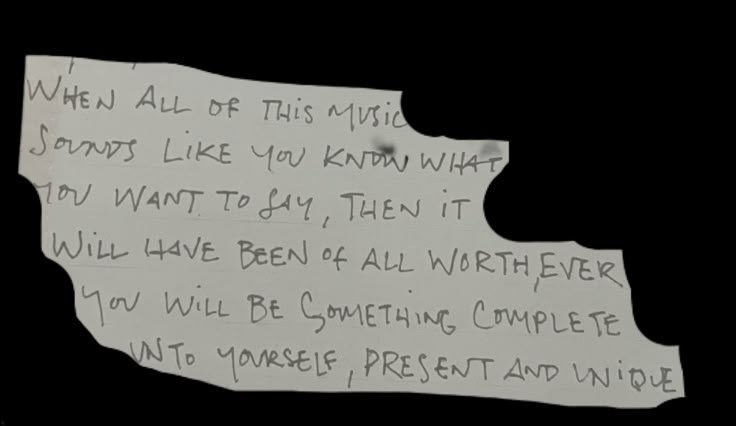 WHEN ALL OF THIS MUSIC
SOUNDS LIKE YOU KNOW WHAT
YOU WANT TO SAY, THEN iT
WiLL HAVE BEEN OF ALL WORTH, EVER
YOU WiLL BE SOMETHING COMPLETE
UNTO YOURSELF, PRESENT AND UNiQUE